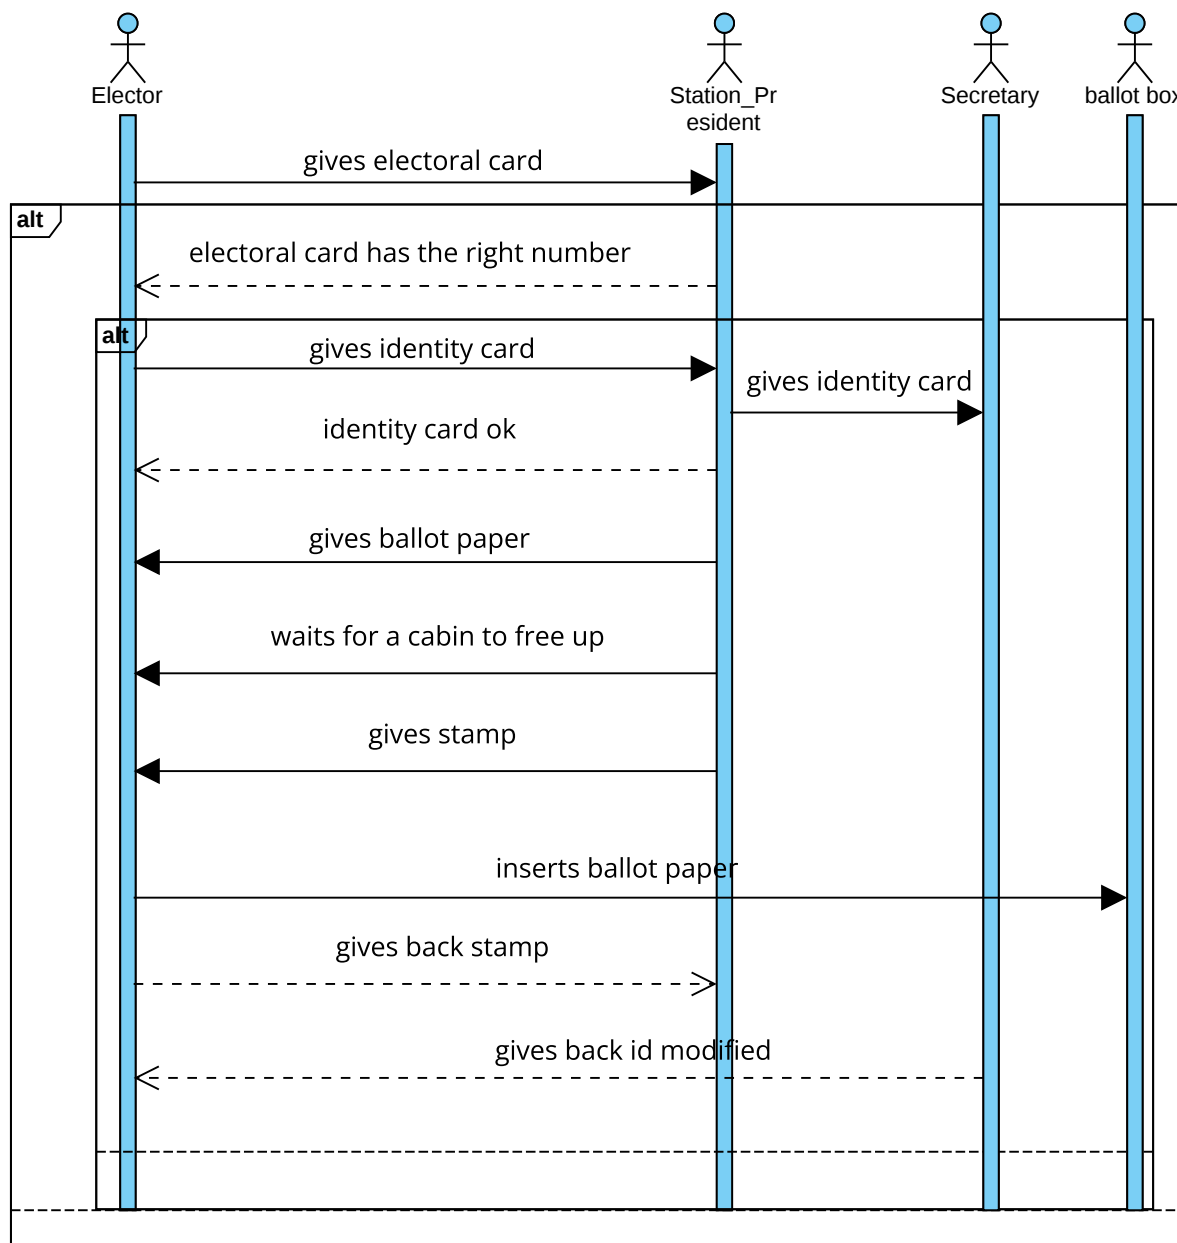 Elector
Station_Pr
esident
Secretary
ballot box
gives electoral card
alt
electoral card has the right number
alt
gives identity card
gives identity card
identity card ok
gives ballot paper
waits for a cabin to free up
gives stamp
inserts ballot paper
gives back stamp
gives back id modified